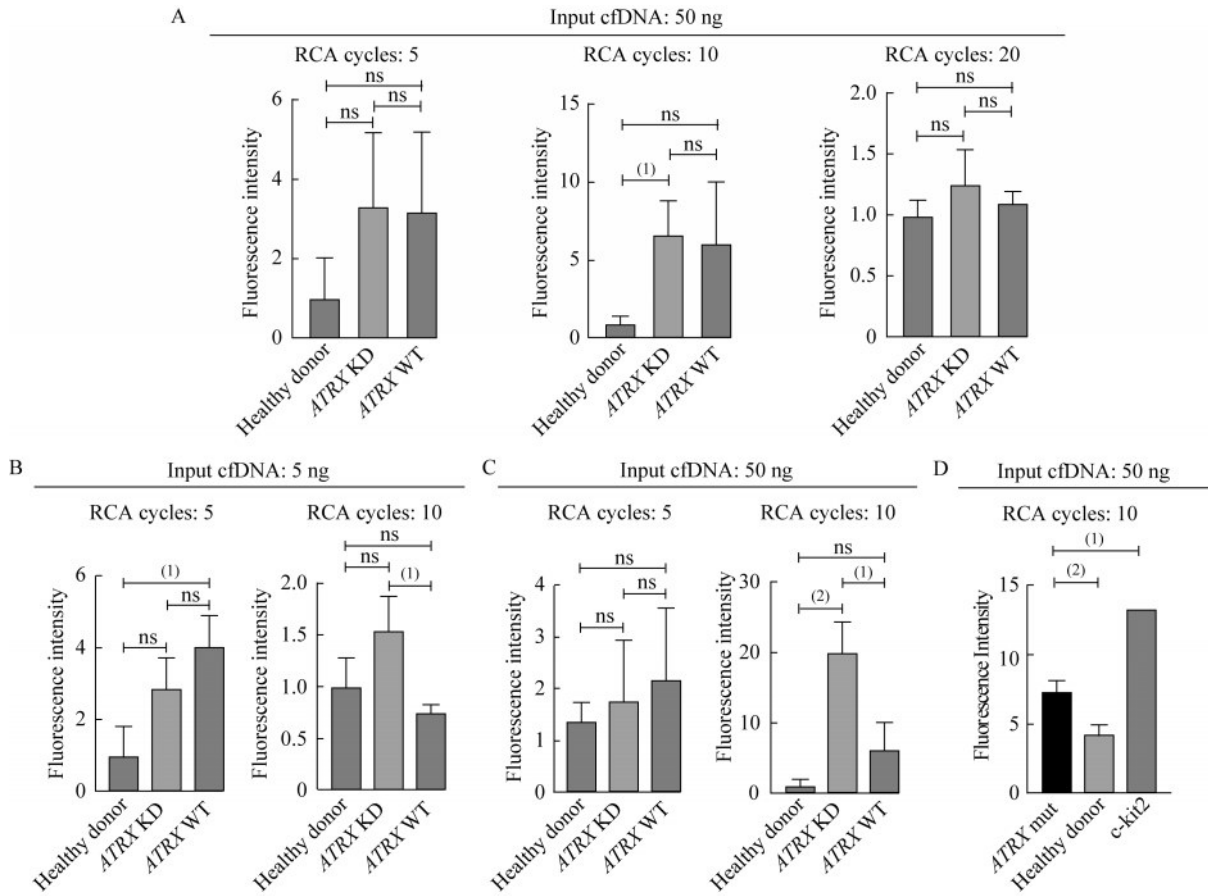 A
Input cfDNA: 50 ng
RCA cycles: 5
ns
ns
ns
Fluorescence intensity
6
4
2
0
Healthy donor
ATRX KD
ATRX WT
RCA cycles: 10
ns
ns
(1)
Fluorescence intensity
15
10
5
0
Healthy donor
ATRX KD
ATRX WT
RCA cycles: 20
ns
ns
ns
Fluorescence intensity
2.0
1.5
1.0
0.5
0
Healthy donor
ATRX KD
ATRX WT
B
Input cfDNA: 5 ng
RCA cycles: 5
(1)
ns
ns
Fluorescence intensity
6
4
2
0
Healthy donor
ATRX KD
ATRX WT
RCA cycles: 10
ns
ns
(1)
Fluorescence intensity
2.0
1.5
1.0
0.5
0
Healthy donor
ATRX KD
ATRX WT
C
Input cfDNA: 50 ng
RCA cycles: 5
ns
ns
ns
Fluorescence intensity
4
3
2
1
0
Healthy donor
ATRX KD
ATRX WT
RCA cycles: 10
ns
(1)
(2)
Fluorescence intensity
30
20
10
0
Healthy donor
ATRX KD
ATRX WT
D
Input cfDNA: 50 ng
RCA cycles: 10
(1)
(2)
Fluorescence Intensity
15
10
5
0
ATRX mut
Healthy donor
c-kit2